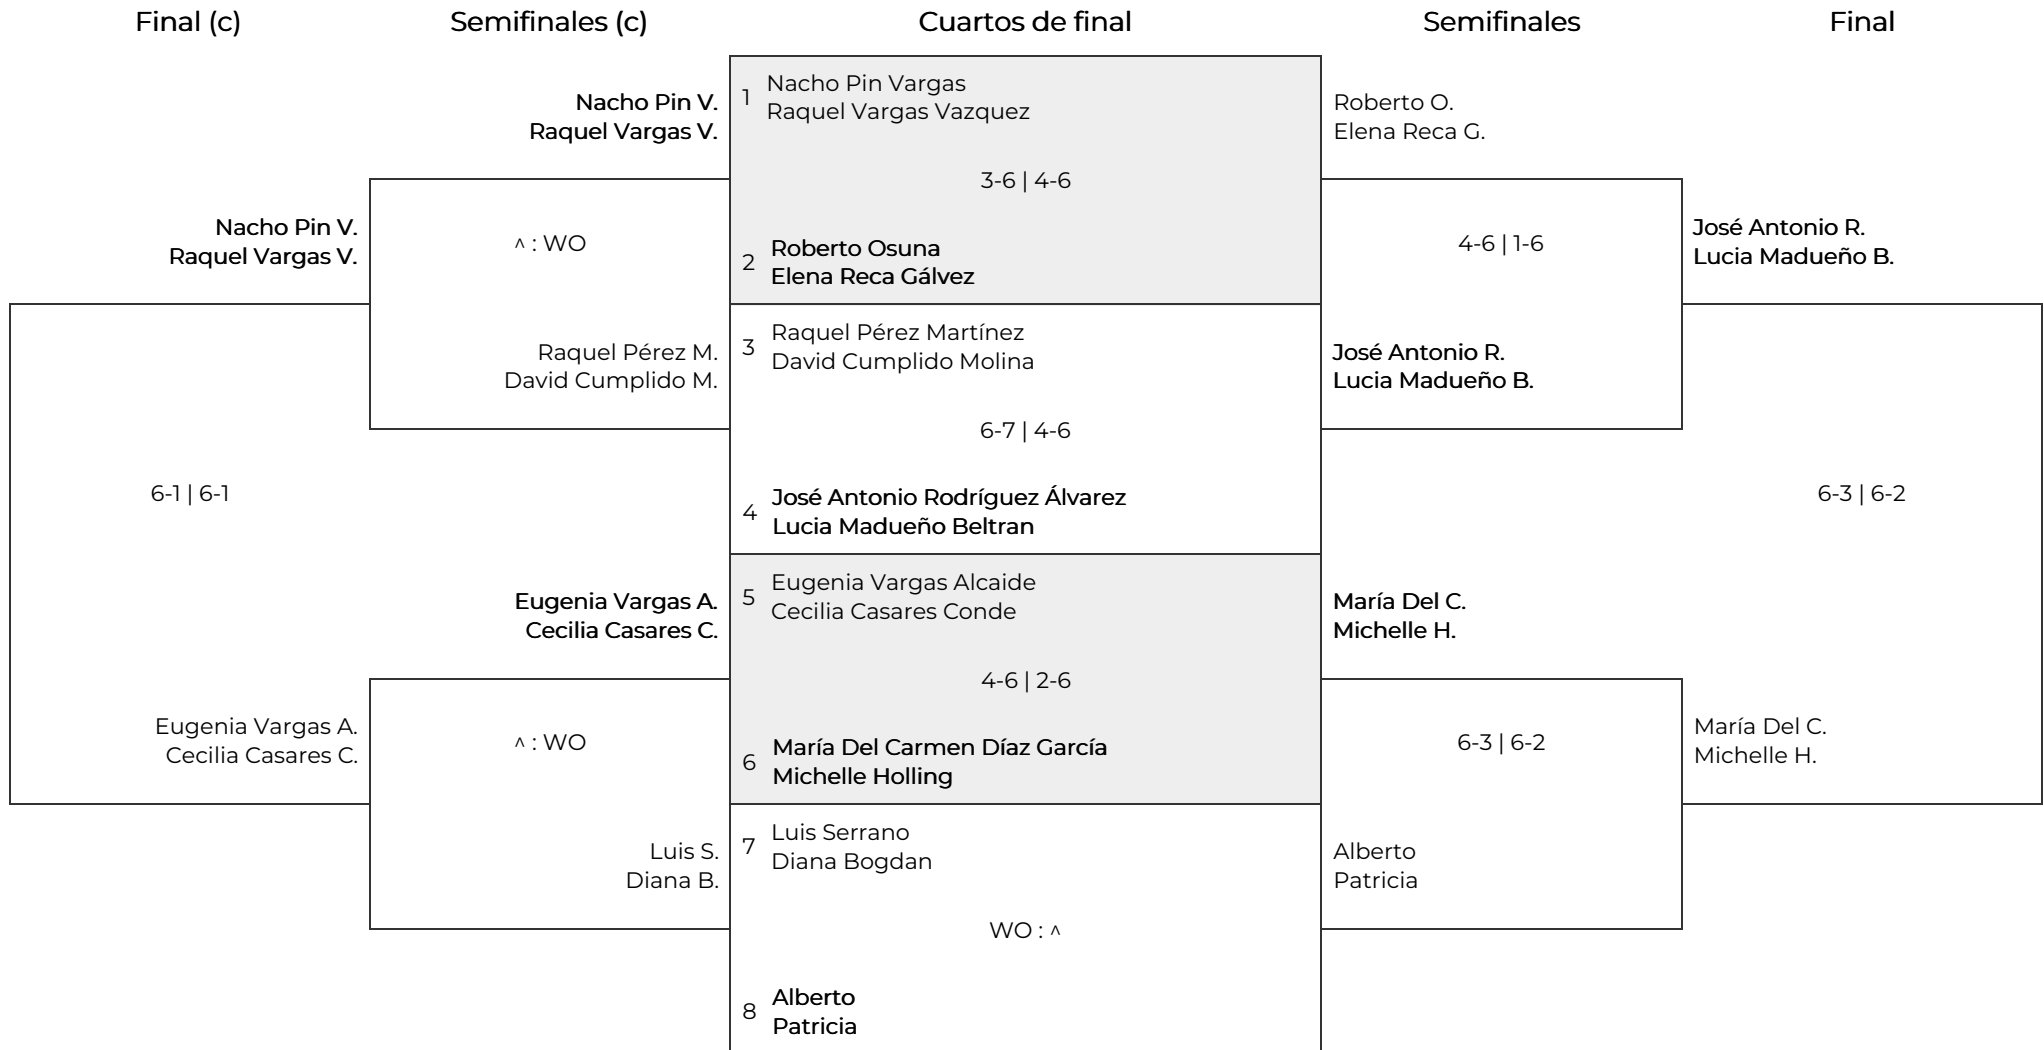 Final (c)
Semifinales (c)
Cuartos de final
Semifinales
Final
Nacho Pin V.
Raquel Vargas V.
^ : WO
Raquel Pérez M.
David Cumplido M.
Nacho Pin V.
Raquel Vargas V.
6-1 | 6-1
Eugenia Vargas A.
Cecilia Casares C.
Eugenia Vargas A.
Cecilia Casares C.
^ : WO
Luis S.
Diana B.
1
Nacho Pin Vargas
Raquel Vargas Vazquez
3-6 | 4-6
2
Roberto Osuna
Elena Reca Gálvez
3
Raquel Pérez Martínez
David Cumplido Molina
6-7 | 4-6
4
José Antonio Rodríguez Álvarez
Lucia Madueño Beltran
5
Eugenia Vargas Alcaide
Cecilia Casares Conde
4-6 | 2-6
6
María Del Carmen Díaz García
Michelle Holling
7
Luis Serrano
Diana Bogdan
WO : ^
8
Alberto
Patricia
Roberto O.
Elena Reca G.
4-6 | 1-6
José Antonio R.
Lucia Madueño B.
María Del C.
Michelle H.
6-3 | 6-2
Alberto
Patricia
José Antonio R.
Lucia Madueño B.
6-3 | 6-2
María Del C.
Michelle H.